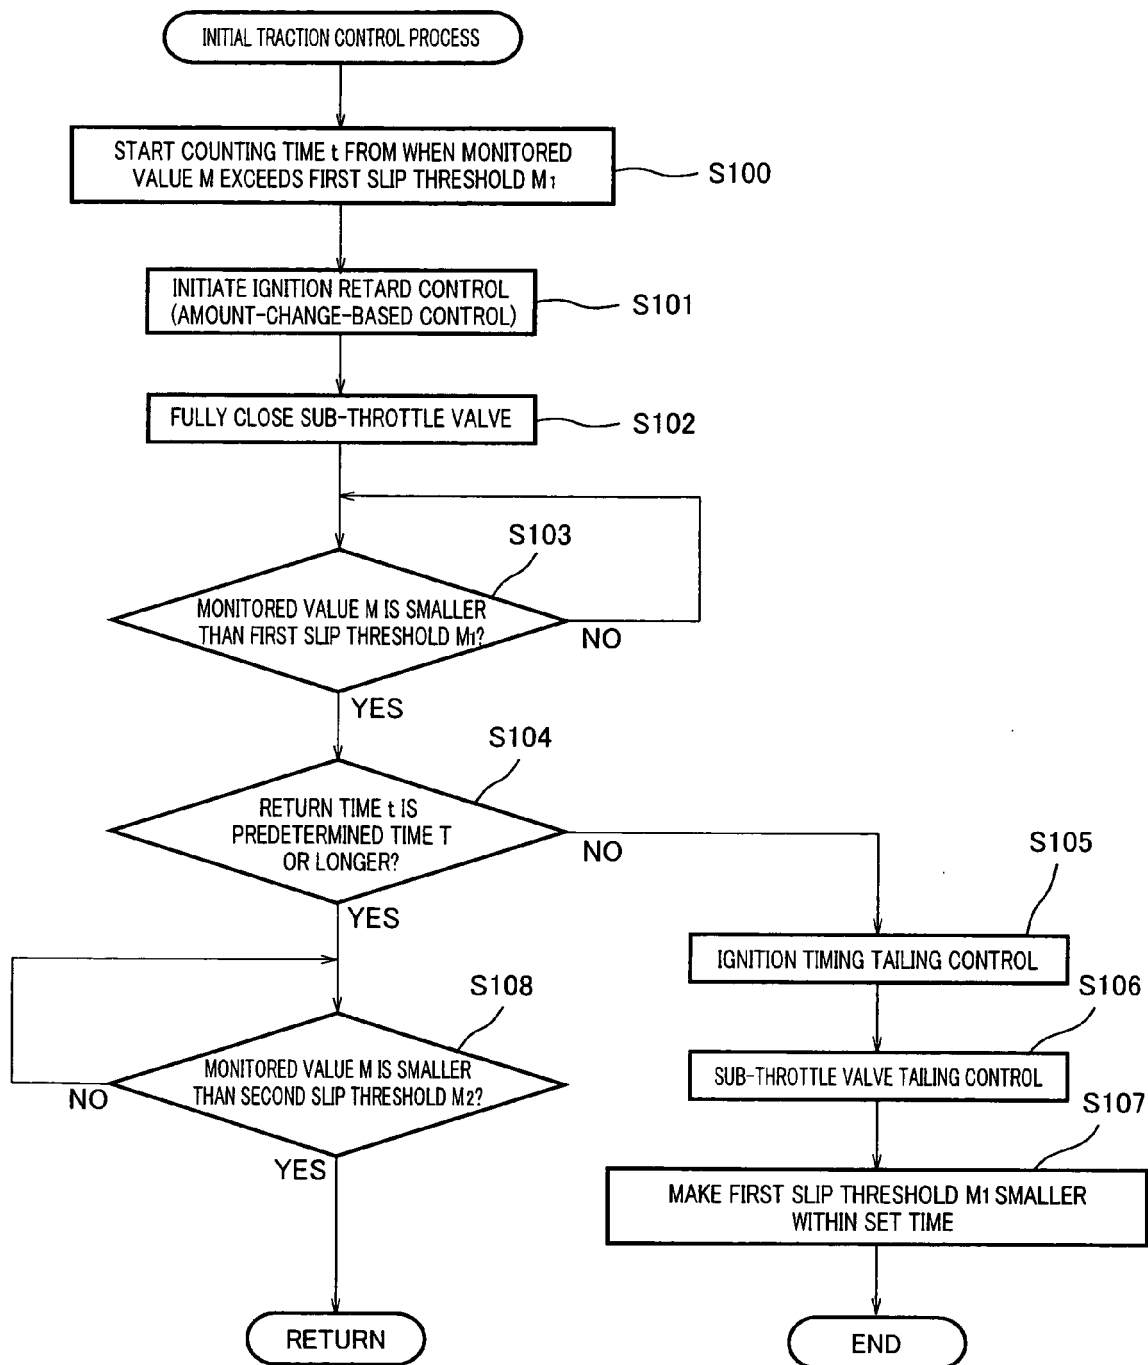 INITIAL TRACTION CONTROL PROCESS
START COUNTING TIME t FROM WHEN MONITORED
VALUE M EXCEEDS FIRST SLIP THRESHOLD M1
S100
INITIATE IGNITION RETARD CONTROL
(AMOUNT-CHANGE-BASED CONTROL)
S101
FULLY CLOSE SUB-THROTTLE VALVE
S102
S103
MONITORED VALUE M IS SMALLER
THAN FIRST SLIP THRESHOLD M1?
NO
YES
S104
RETURN TIME t IS
PREDETERMINED TIME T
OR LONGER?
NO
YES
S105
IGNITION TIMING TAILING CONTROL
S106
SUB-THROTTLE VALVE TAILING CONTROL
S107
MAKE FIRST SLIP THRESHOLD M1 SMALLER
WITHIN SET TIME
S108
MONITORED VALUE M IS SMALLER
THAN SECOND SLIP THRESHOLD M2?
NO
YES
RETURN
END